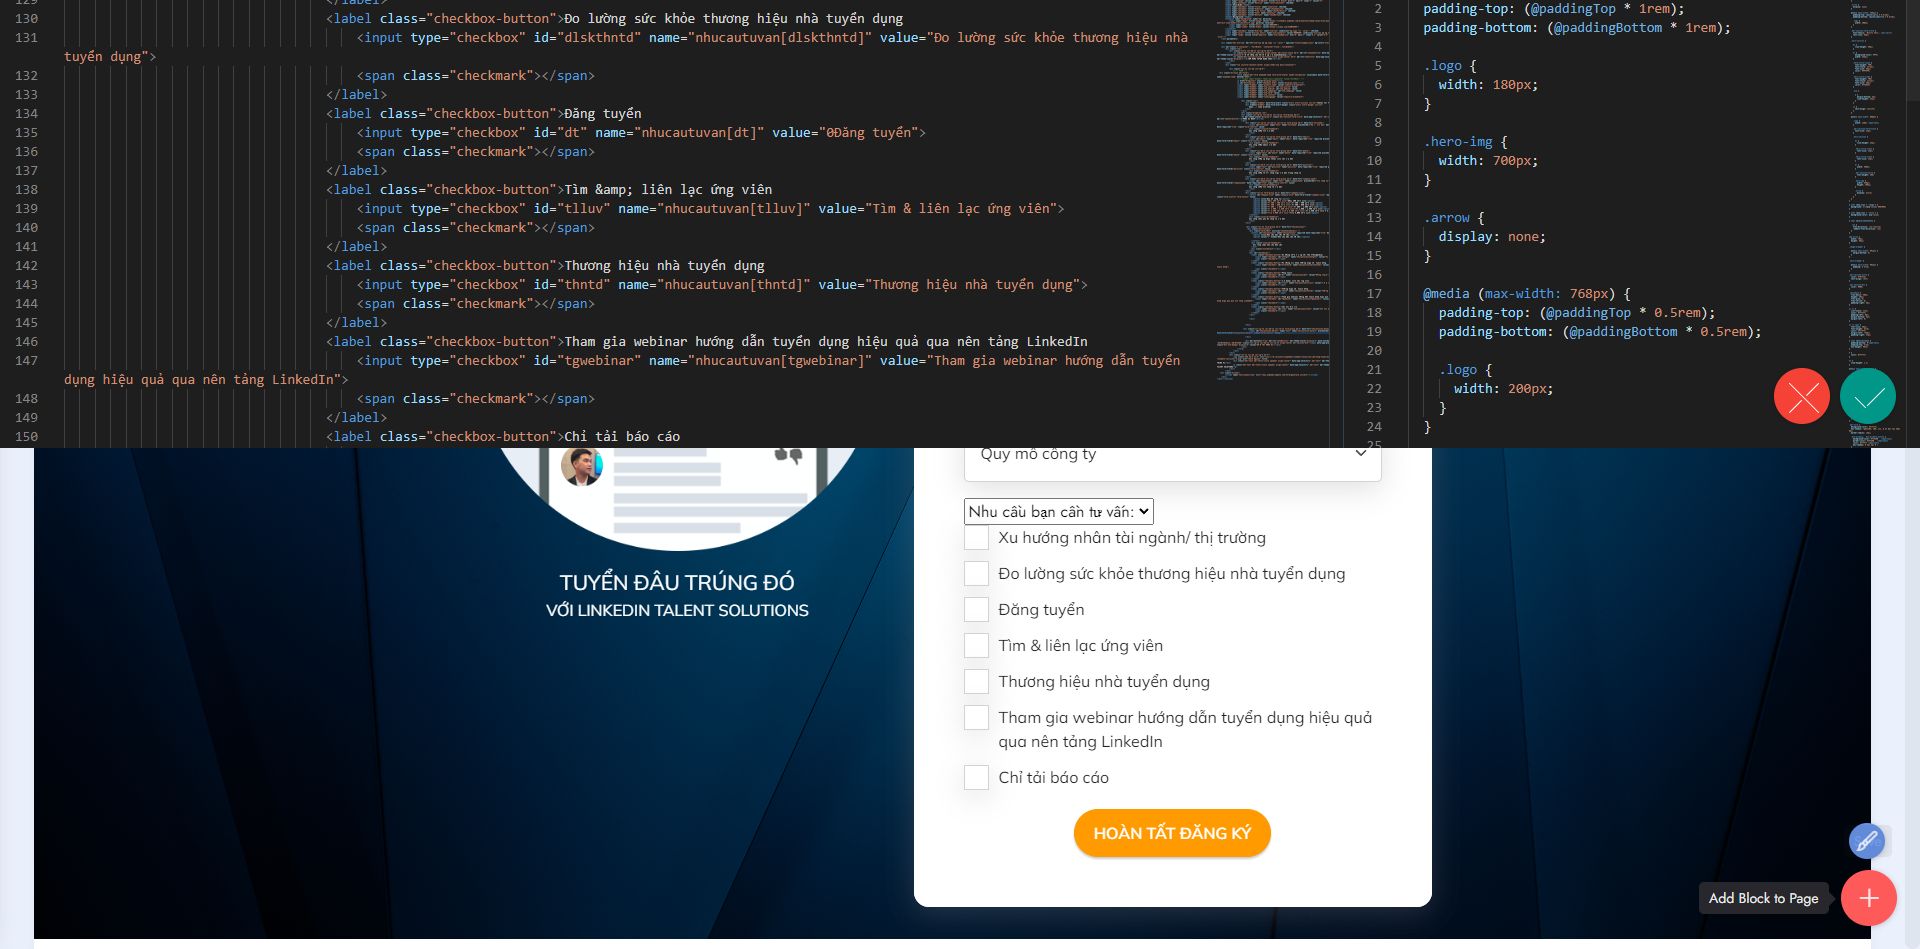 129 </label>
130 <label class="checkbox-button">Đo lường sức khỏe thương hiệu nhà tuyển dụng
131 <input type="checkbox" id="dlskthntd" name="nhucautuvan[dlskthntd]" value="Đo lường sức khỏe thương hiệu nhà
tuyển dụng">
132 <span class="checkmark"></span>
133 </label>
134 <label class="checkbox-button">Đăng tuyển
135 <input type="checkbox" id="dt" name="nhucautuvan[dt]" value="0Đăng tuyển">
136 <span class="checkmark"></span>
137 </label>
138 <label class="checkbox-button">Tìm &amp; liên lạc ứng viên
139 <input type="checkbox" id="tlluv" name="nhucautuvan[tlluv]" value="Tìm & liên lạc ứng viên">
140 <span class="checkmark"></span>
141 </label>
142 <label class="checkbox-button">Thương hiệu nhà tuyển dụng
143 <input type="checkbox" id="thntd" name="nhucautuvan[thntd]" value="Thương hiệu nhà tuyển dụng">
144 <span class="checkmark"></span>
145 </label>
146 <label class="checkbox-button">Tham gia webinar hướng dẫn tuyển dụng hiệu quả qua nên tảng LinkedIn
147 <input type="checkbox" id="tgwebinar" name="nhucautuvan[tgwebinar]" value="Tham gia webinar hướng dẫn tuyển
dụng hiệu quả qua nên tảng LinkedIn">
148 <span class="checkmark"></span>
149 </label>
150 <label class="checkbox-button">Chỉ tải báo cáo
2 padding-top: (@paddingTop * 1rem);
3 padding-bottom: (@paddingBottom * 1rem);
4
5 .logo {
6 width: 180px;
7 }
8
9 .hero-img {
10 width: 700px;
11 }
12
13 .arrow {
14 display: none;
15 }
16
17 @media (max-width: 768px) {
18 padding-top: (@paddingTop * 0.5rem);
19 padding-bottom: (@paddingBottom * 0.5rem);
20
21 .logo {
22 width: 200px;
23 }
24 }
25
TUYỂN ĐÂU TRÚNG ĐÓ
VỚI LINKEDIN TALENT SOLUTIONS
Quy mô công ty
Nhu cầu bạn cần tư vấn:
Xu hướng nhân tài ngành/ thị trường
Đo lường sức khỏe thương hiệu nhà tuyển dụng
Đăng tuyển
Tìm & liên lạc ứng viên
Thương hiệu nhà tuyển dụng
Tham gia webinar hướng dẫn tuyển dụng hiệu quả
qua nên tảng LinkedIn
Chỉ tải báo cáo
HOÀN TẤT ĐĂNG KÝ
Add Block to Page